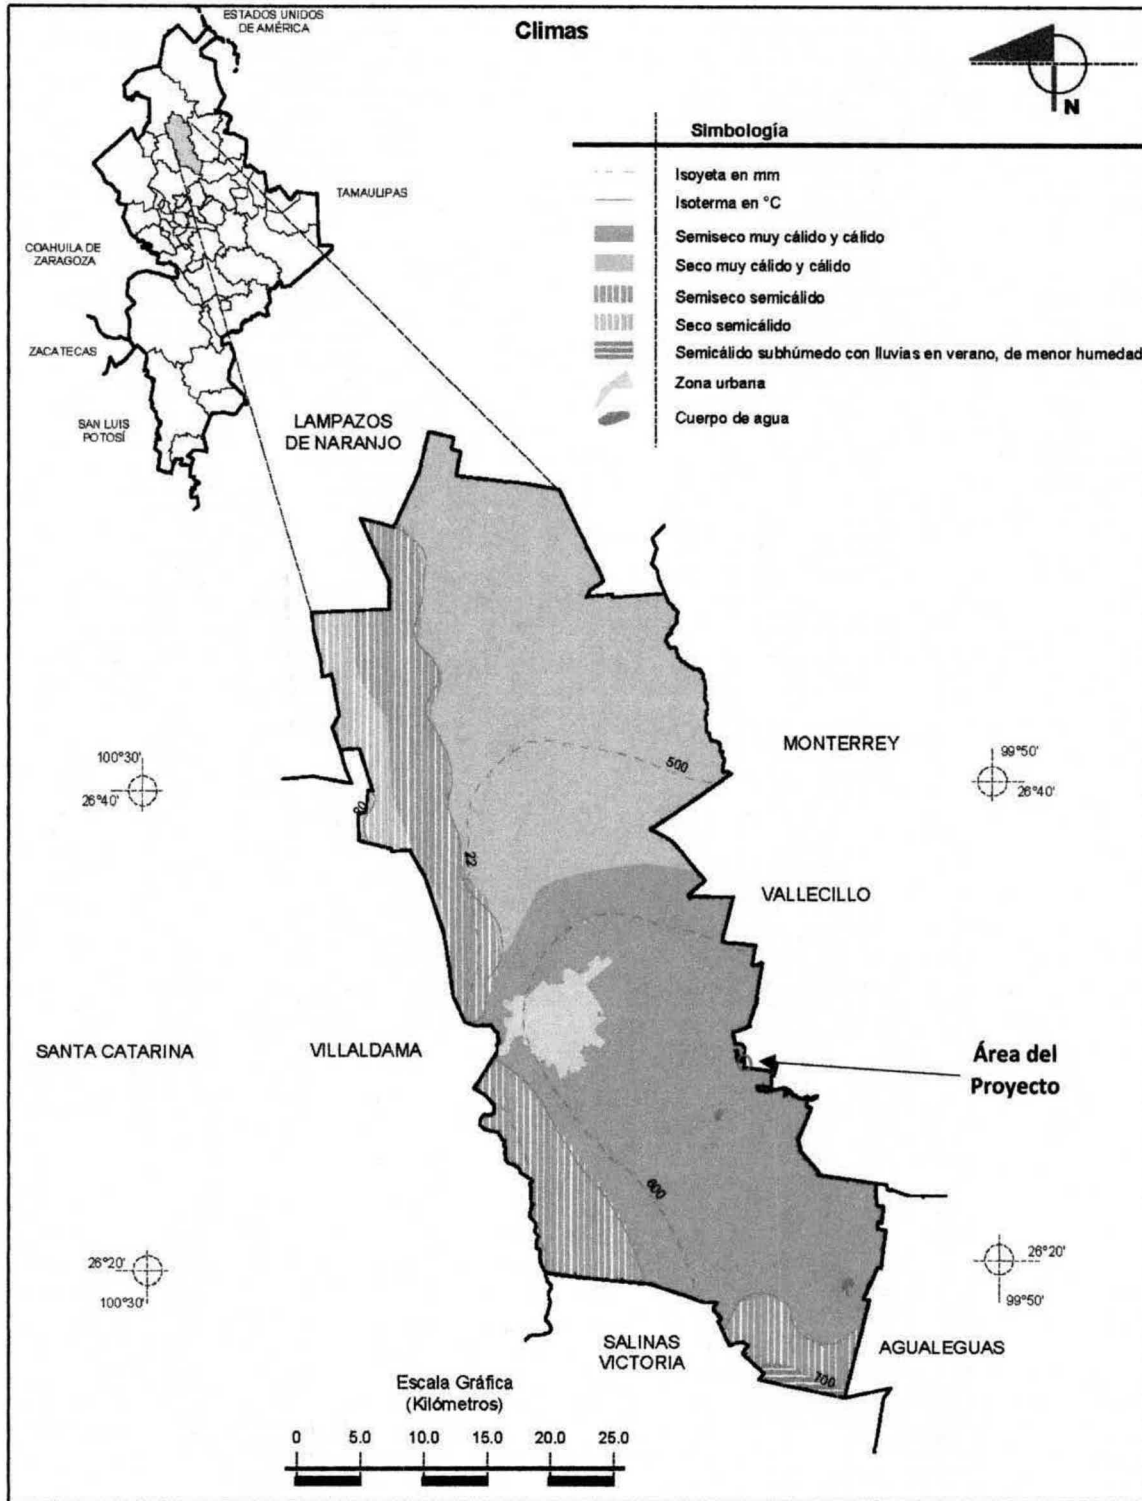 ESTADOS UNIDOS
DE AMÉRICA
Climas
N
Simbología
Isoyeta en mm
Isoterma en °C
Semiseco muy cálido y cálido
Seco muy cálido y cálido
Semiseco semicálido
Seco semicálido
Semicálido subhúmedo con lluvias en verano, de menor humedad
Zona urbana
Cuerpo de agua
TAMAULIPAS
COAHUILA DE
ZARAGOZA
ZACATECAS
SAN LUIS
POTOSÍ
LAMPAZOS
DE NARANJO
100°30'
26°40'
MONTERREY
99°50'
26°40'
500
20
22
VALLECILLO
SANTA CATARINA
VILLALDAMA
Área del
Proyecto
600
26°20'
100°30'
26°20'
99°50'
SALINAS
VICTORIA
AGUALEGUAS
700
Escala Gráfica
(Kilómetros)
0 5.0 10.0 15.0 20.0 25.0